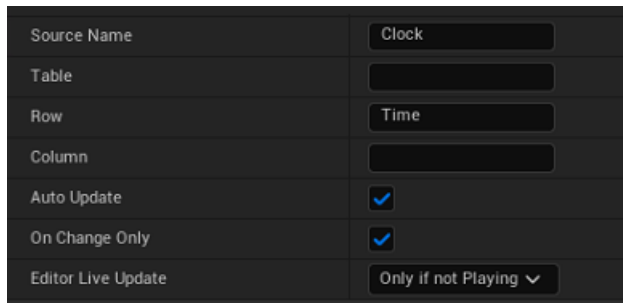 Source Name Clock
Table
Row Time
Column
Auto Update
On Change Only
Editor Live Update Only if not Playing